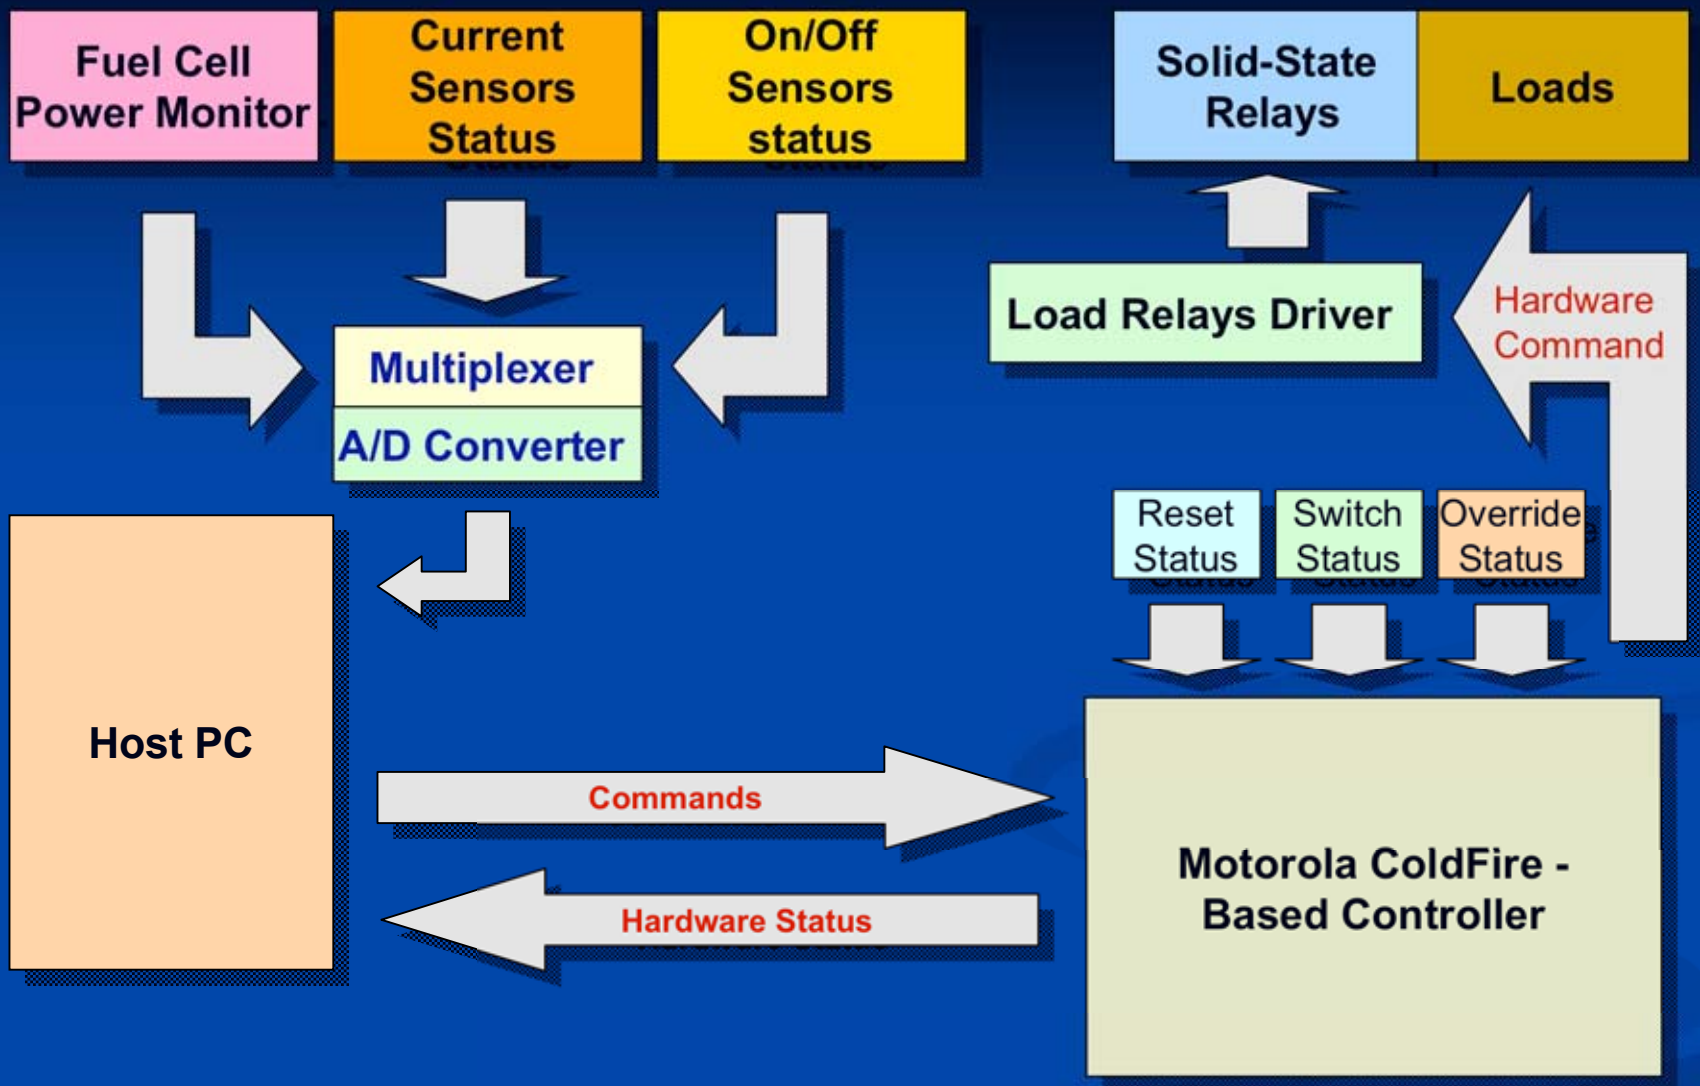 Fuel Cell
Power Monitor
Current
Sensors
Status
On/Off
Sensors
status
Solid-State
Relays
Loads
Multiplexer
A/D Converter
Load Relays Driver
Hardware
Command
Reset
Status
Switch
Status
Override
Status
Host PC
Commands
Hardware Status
Motorola ColdFire -
Based Controller